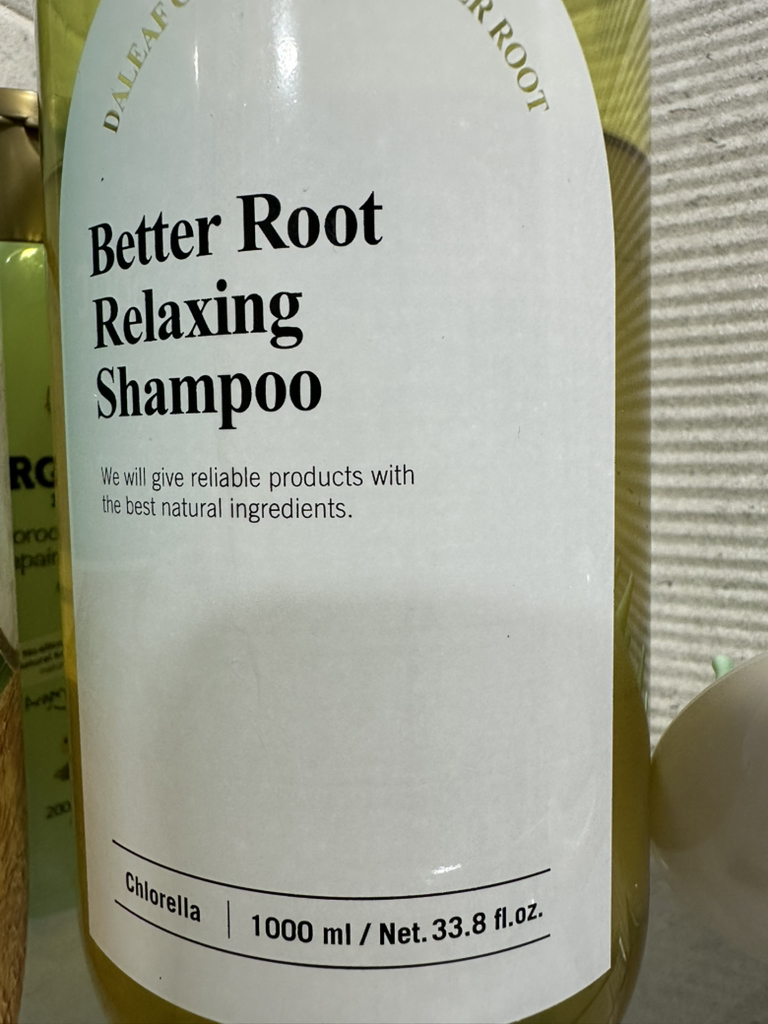 DALEAF
ROOT
Better Root
Relaxing
Shampoo
We will give reliable products with
the best natural ingredients.
Chlorella
1000 ml / Net. 33.8 fl.oz.
200